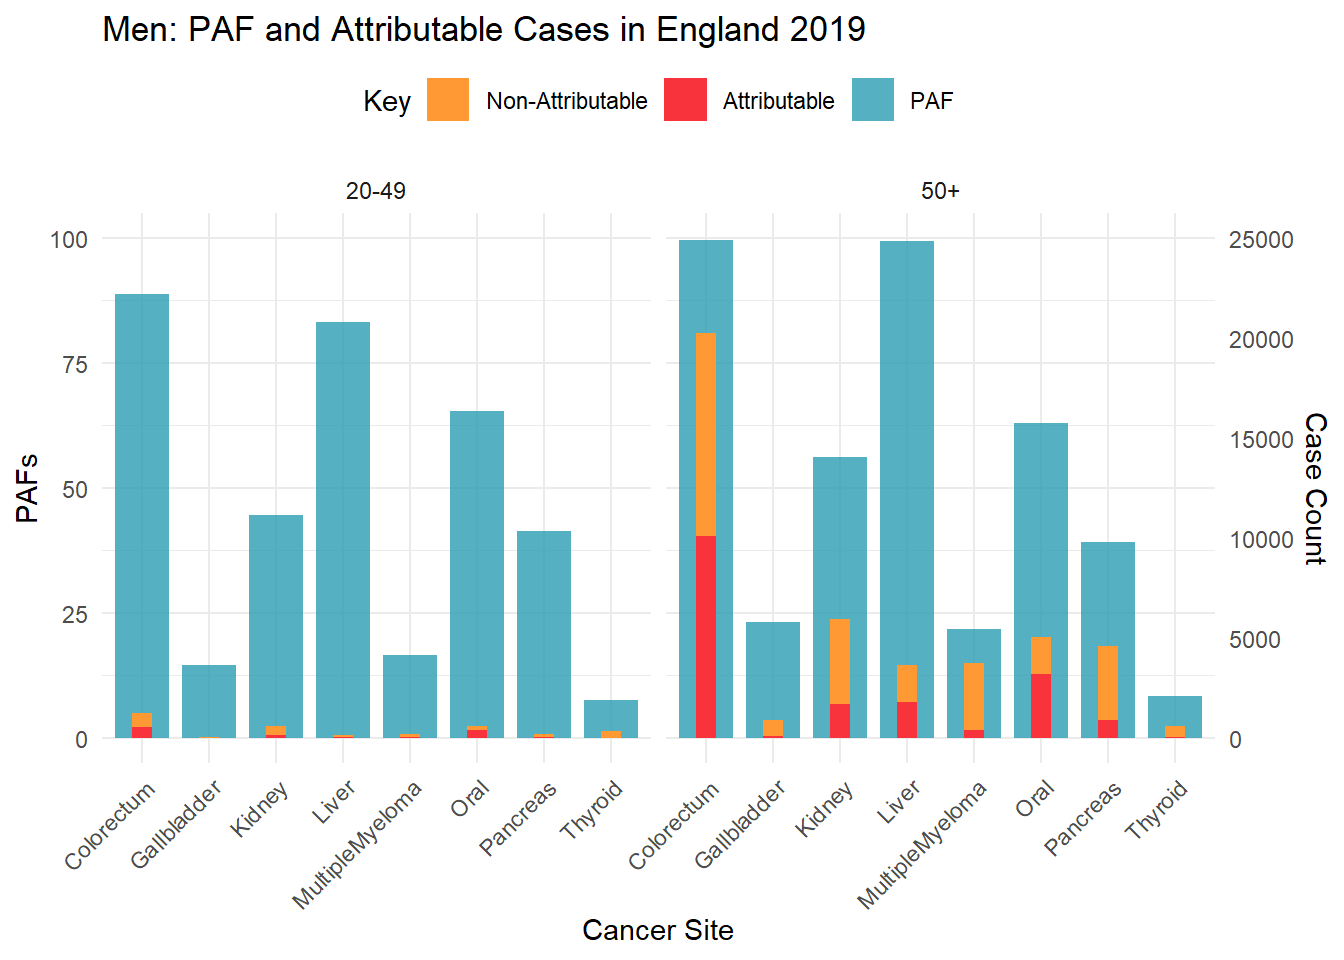 Men: PAF and Attributable Cases in England 2019
Key Non-Attributable Attributable PAF
20-49 50+
100 25000
75 20000
50 15000
25 10000
0 5000
0
PAFs
Case Count
Colorectum Gallbladder Kidney Liver MultipleMyeloma Oral Pancreas Thyroid
Colorectum Gallbladder Kidney Liver MultipleMyeloma Oral Pancreas Thyroid
Cancer Site